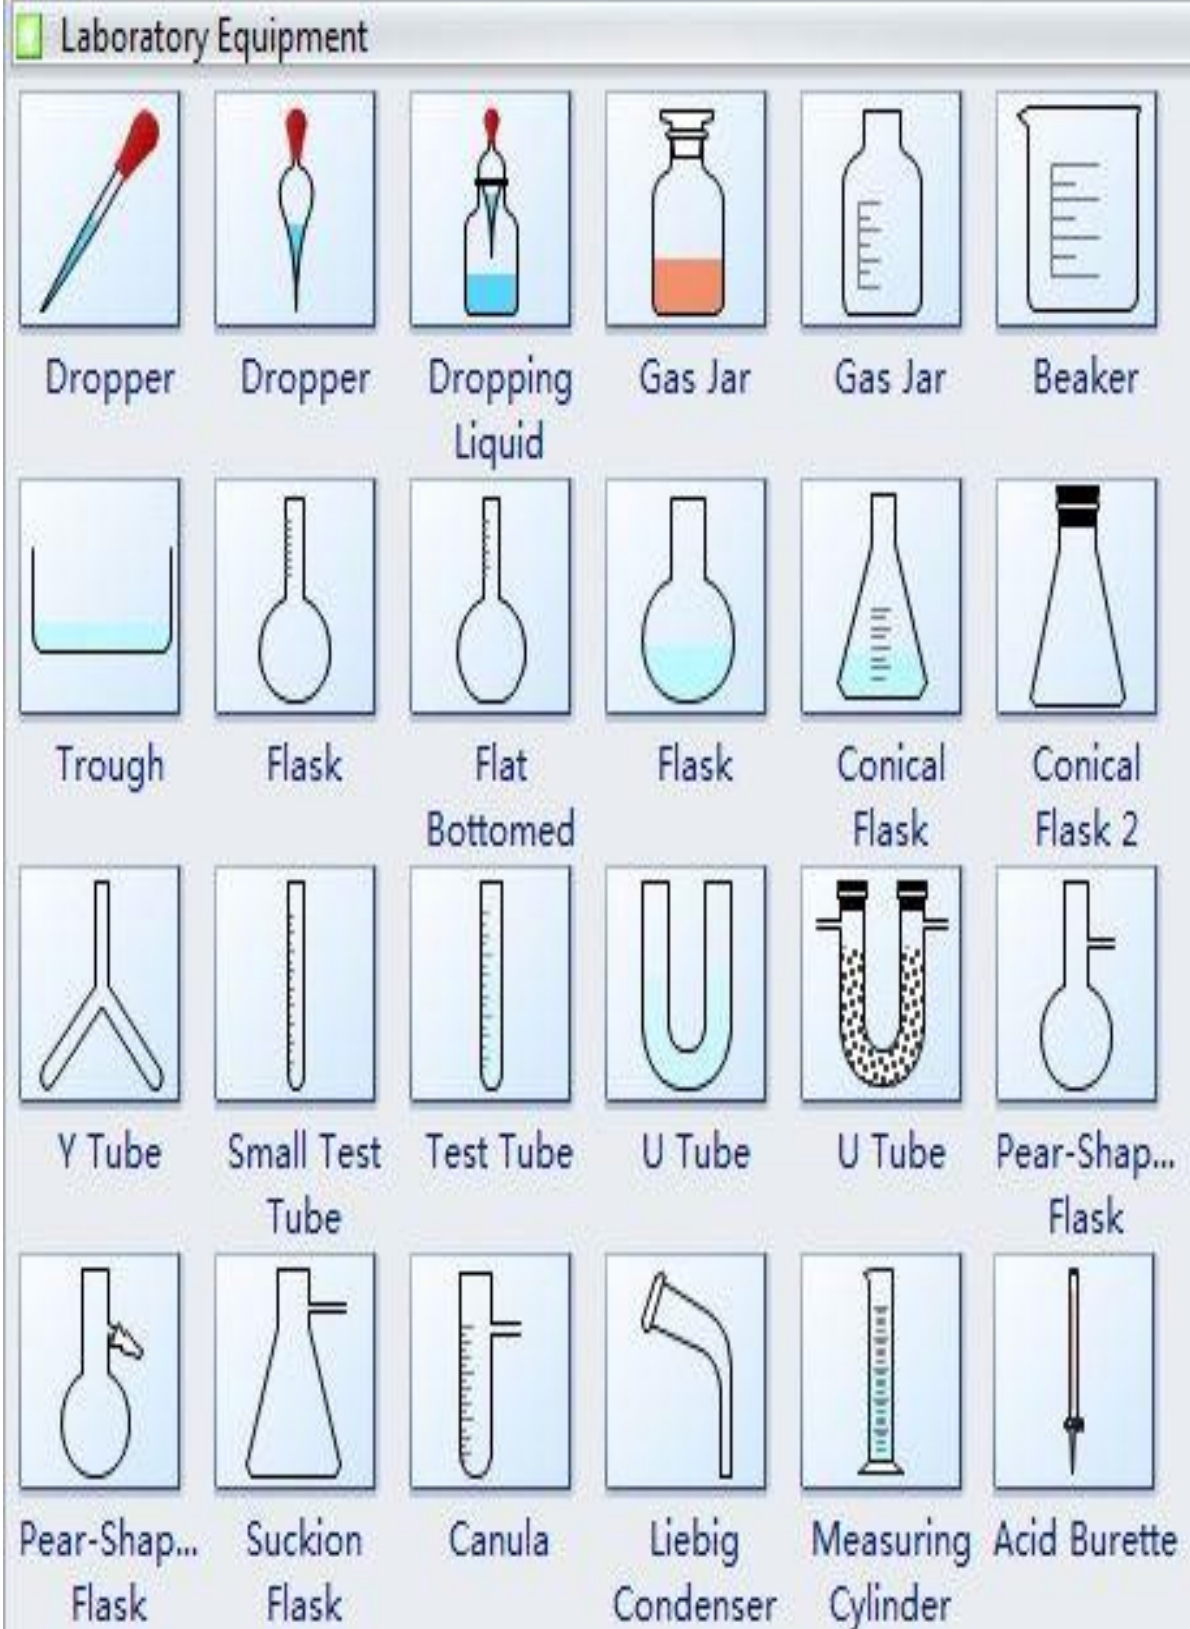 Laboratory Equipment
Dropper Dropper Dropping Gas Jar Gas Jar Beaker
Liquid
Trough Flask Flat Flask Conical Conical
Bottomed Flask Flask 2
Y Tube Small Test Test Tube U Tube U Tube Pear-Shap...
Tube Flask
Pear-Shap... Suckion Canula Liebig Measuring Acid Burette
Flask Flask Condenser Cylinder